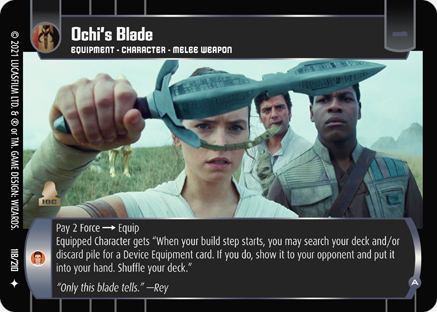 Ochi's Blade
EQUIPMENT - CHARACTER - MELEE WEAPON
© 2021 LUCASFILM LTD. & ® OR TM. GAME DESIGN: WIZARDS.
118/210
Pay 2 Force → Equip
Equipped Character gets "When your build step starts, you may search your deck and/or
discard pile for a Device Equipment card. If you do, show it to your opponent and put it
into your hand. Shuffle your deck."
"Only this blade tells." —Rey
A